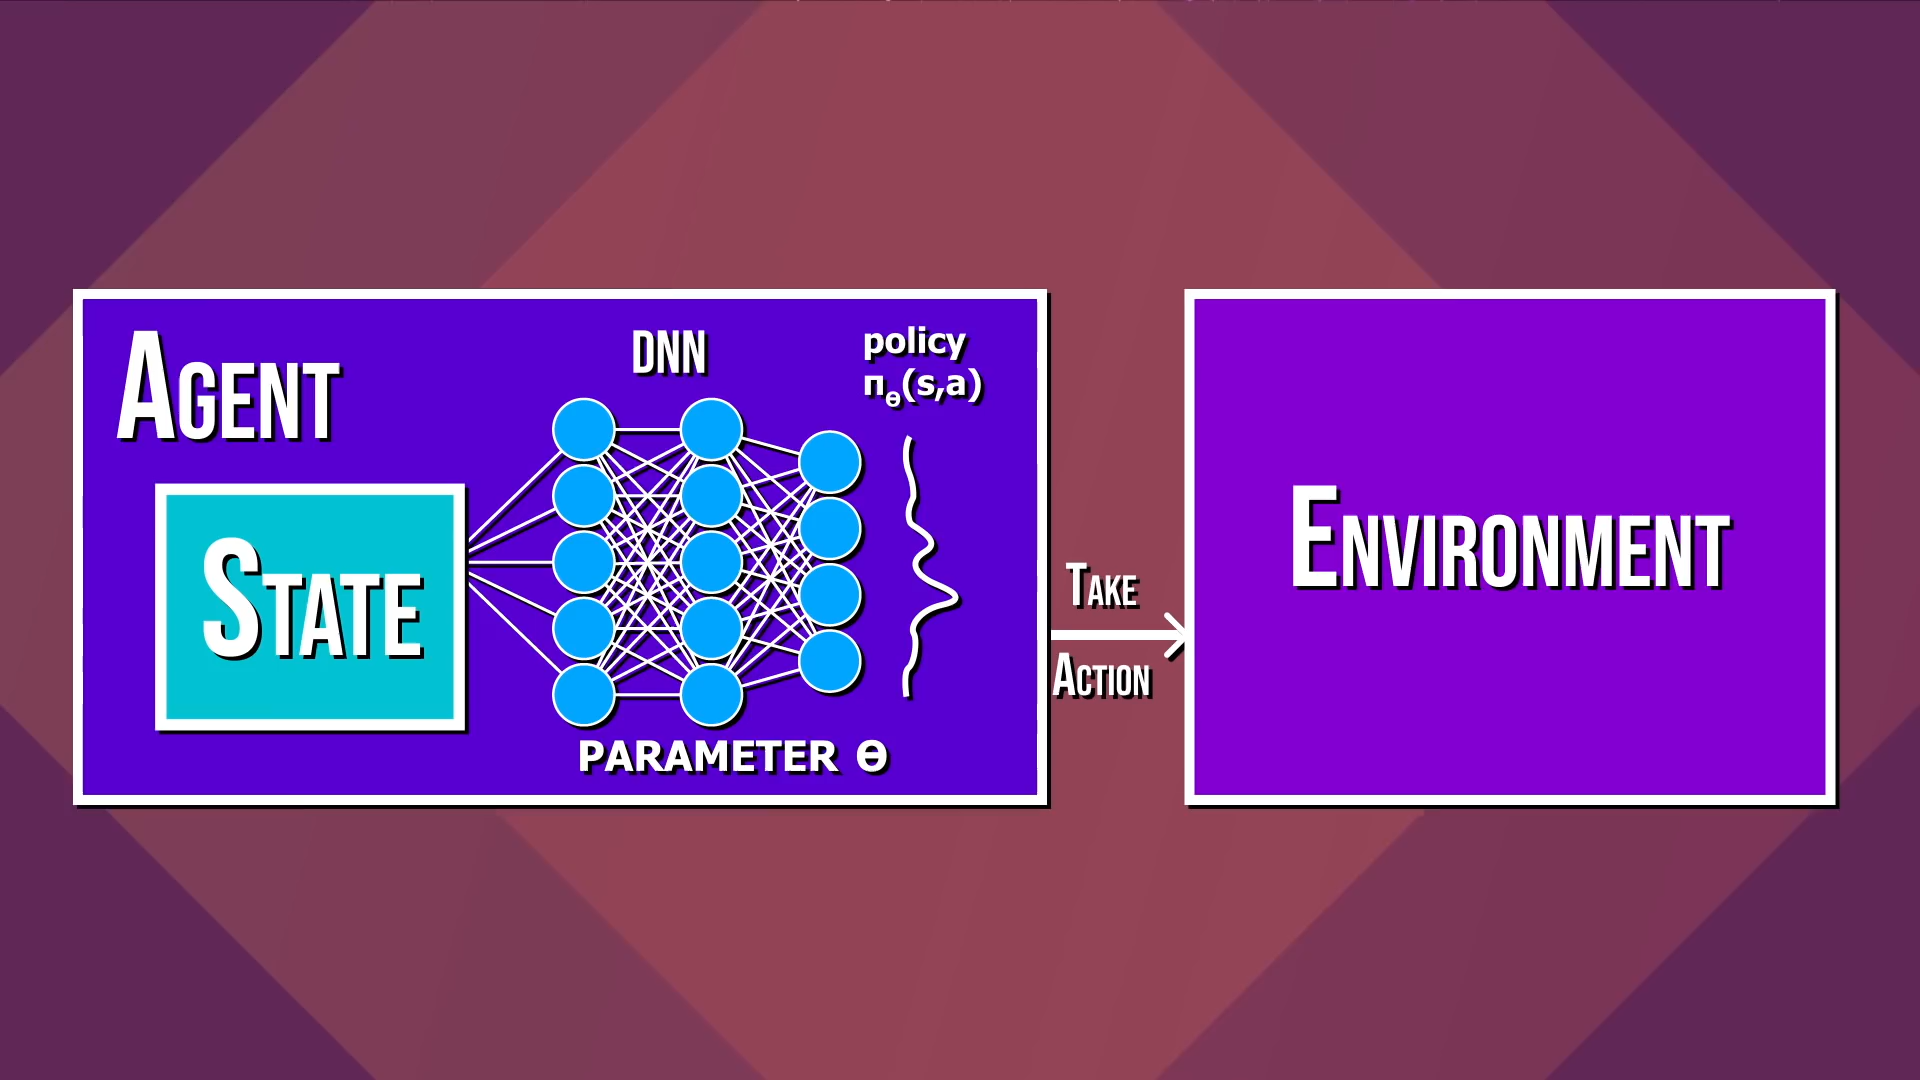 AGENT
DNN
policy
πθ(s,a)
STATE
PARAMETER θ
TAKE
ACTION
ENVIRONMENT